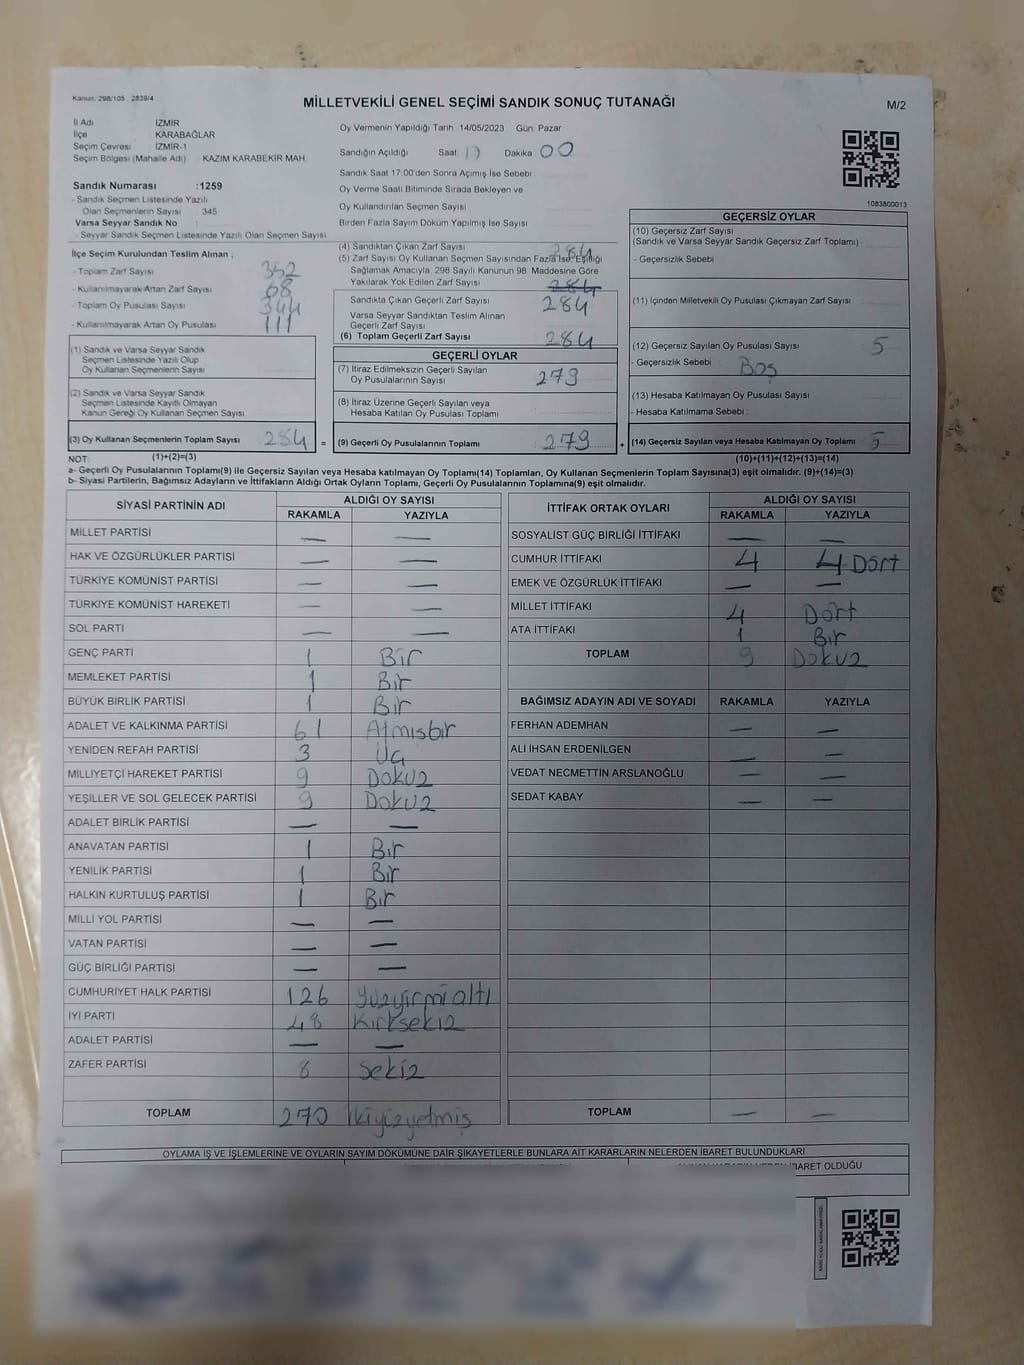 Kanun: 298/105 , 2839/4
MİLLETVEKİLİ GENEL SEÇİMİ SANDIK SONUÇ TUTANAĞI
M/2
İl Adı : İZMİR
İlçe : KARABAĞLAR
Seçim Çevresi : İZMİR-1
Seçim Bölgesi (Mahalle Adı) : KAZIM KARABEKİR MAH.
Oy Vermenin Yapıldığı Tarih : 14/05/2023 Gün: Pazar
Sandığın Açıldığı Saat 17 Dakika 00
Sandık Saat 17:00'den Sonra Açılmış İse Sebebi
Oy Verme Saati Bitiminde Sırada Bekleyen ve
Oy Kullandırılan Seçmen Sayısı
Birden Fazla Sayım Döküm Yapılmış İse Sayısı
1083800013
Sandık Numarası :1259
- Sandık Seçmen Listesinde Yazılı
Olan Seçmenlerin Sayısı : 345
Varsa Seyyar Sandık No :
- Seyyar Sandık Seçmen Listesinde Yazılı Olan Seçmen Sayısı :
İlçe Seçim Kurulundan Teslim Alınan ;
- Toplam Zarf Sayısı 352
- Kullanılmayarak Artan Zarf Sayısı 68
- Toplam Oy Pusulası Sayısı 344
- Kullanılmayarak Artan Oy Pusulası 111
(1) Sandık ve Varsa Seyyar Sandık
Seçmen Listesinde Yazılı Olup
Oy Kullanan Seçmenlerin Sayısı
(2) Sandık ve Varsa Seyyar Sandık
Seçmen Listesinde Kayıtlı Olmayan
Kanun Gereği Oy Kullanan Seçmen Sayısı
(3) Oy Kullanan Seçmenlerin Toplam Sayısı 284 =
(4) Sandıktan Çıkan Zarf Sayısı 284
(5) Zarf Sayısı Oy Kullanan Seçmen Sayısından Fazla İse, Eşitliği
Sağlamak Amacıyla 298 Sayılı Kanunun 98. Maddesine Göre
Yakılarak Yok Edilen Zarf Sayısı 284
Sandıkta Çıkan Geçerli Zarf Sayısı 284
Varsa Seyyar Sandıktan Teslim Alınan
Geçerli Zarf Sayısı
(6) Toplam Geçerli Zarf Sayısı 284
GEÇERLİ OYLAR
(7) İtiraz Edilmeksizin Geçerli Sayılan
Oy Pusulalarının Sayısı 279
(8) İtiraz Üzerine Geçerli Sayılan veya
Hesaba Katılan Oy Pusulası Toplamı
(9) Geçerli Oy Pusulalarının Toplamı 279 +
GEÇERSİZ OYLAR
(10) Geçersiz Zarf Sayısı
(Sandık ve Varsa Seyyar Sandık Geçersiz Zarf Toplamı)
- Geçersizlik Sebebi :
(11) İçinden Milletvekili Oy Pusulası Çıkmayan Zarf Sayısı
(12) Geçersiz Sayılan Oy Pusulası Sayısı 5
- Geçersizlik Sebebi : Boş
(13) Hesaba Katılmayan Oy Pusulası Sayısı
- Hesaba Katılmama Sebebi :
(14) Geçersiz Sayılan veya Hesaba Katılmayan Oy Toplamı 5
NOT: (1)+(2)=(3) (10)+(11)+(12)+(13)=(14)
a- Geçerli Oy Pusulalarının Toplamı(9) ile Geçersiz Sayılan veya Hesaba katılmayan Oy Toplamı(14) Toplamları, Oy Kullanan Seçmenlerin Toplam Sayısına(3) eşit olmalıdır. (9)+(14)=(3)
b- Siyasi Partilerin, Bağımsız Adayların ve İttifakların Aldığı Oyların Toplamı, Geçerli Oy Pusulalarının Toplamına(9) eşit olmalıdır.
SİYASİ PARTİNİN ADI ALDIĞI OY SAYISI
RAKAMLA YAZIYLA
MİLLET PARTİSİ — —
HAK VE ÖZGÜRLÜKLER PARTİSİ — —
TÜRKİYE KOMÜNİST PARTİSİ — —
TÜRKİYE KOMÜNİST HAREKETİ — —
SOL PARTİ — —
GENÇ PARTİ 1 Bir
MEMLEKET PARTİSİ 1 Bir
BÜYÜK BİRLİK PARTİSİ 1 Bir
ADALET VE KALKINMA PARTİSİ 61 Atmışbir
YENİDEN REFAH PARTİSİ 3 Üç
MİLLİYETÇİ HAREKET PARTİSİ 9 Dokuz
YEŞİLLER VE SOL GELECEK PARTİSİ 9 Dokuz
ADALET BİRLİK PARTİSİ — —
ANAVATAN PARTİSİ 1 Bir
YENİLİK PARTİSİ 1 Bir
HALKIN KURTULUŞ PARTİSİ 1 Bir
MİLLİ YOL PARTİSİ — —
VATAN PARTİSİ — —
GÜÇ BİRLİĞİ PARTİSİ — —
CUMHURİYET HALK PARTİSİ 126 yüzyirmialtı
İYİ PARTİ 48 Kırksekiz
ADALET PARTİSİ — —
ZAFER PARTİSİ 8 Sekiz
TOPLAM 270 ikiyüzyetmiş
İTTİFAK ORTAK OYLARI ALDIĞI OY SAYISI
RAKAMLA YAZIYLA
SOSYALİST GÜÇ BİRLİĞİ İTTİFAKI — —
CUMHUR İTTİFAKI 4 4 Dört
EMEK VE ÖZGÜRLÜK İTTİFAKI — —
MİLLET İTTİFAKI 4 Dört
ATA İTTİFAKI 1 Bir
TOPLAM 9 Dokuz
BAĞIMSIZ ADAYIN ADI VE SOYADI RAKAMLA YAZIYLA
FERHAN ADEMHAN — —
ALİ İHSAN ERDENİLGEN — —
VEDAT NECMETTİN ARSLANOĞLU — —
SEDAT KABAY — —
TOPLAM — —
OYLAMA İŞ VE İŞLEMLERİNE VE OYLARIN SAYIM DÖKÜMÜNE DAİR ŞİKAYETLERLE BUNLARA AİT KARARLARIN NELERDEN İBARET BULUNDUKLARI
İBARET OLDUĞU